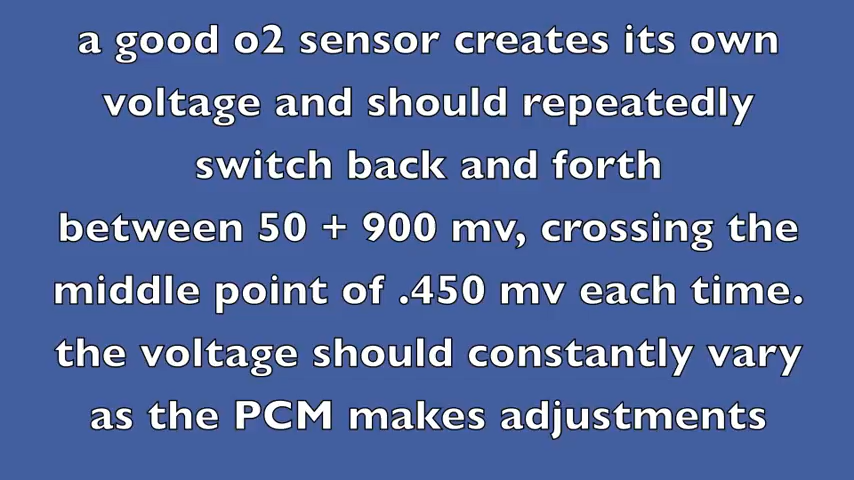 a good o2 sensor creates its own
voltage and should repeatedly
switch back and forth
between 50 + 900 mv, crossing the
middle point of .450 mv each time.
the voltage should constantly vary
as the PCM makes adjustments